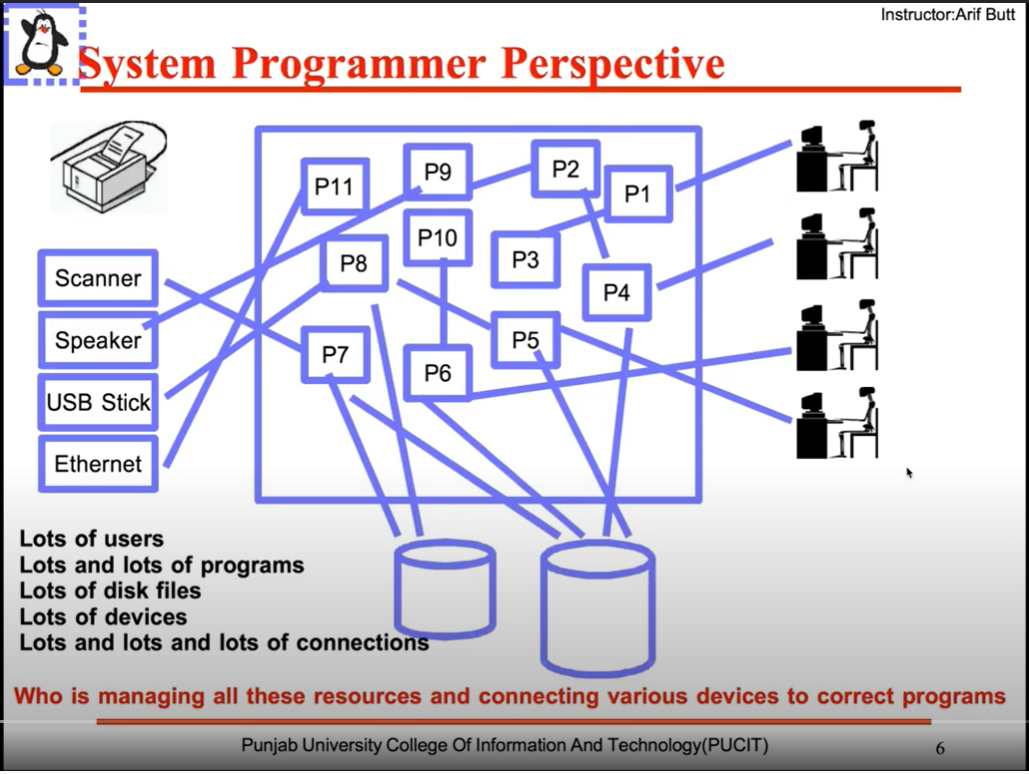 Instructor:Arif Butt
System Programmer Perspective
P11
P9
P2
P1
P10
P8
P3
P4
P7
P6
P5
Scanner
Speaker
USB Stick
Ethernet
Lots of users
Lots and lots of programs
Lots of disk files
Lots of devices
Lots and lots and lots of connections
Who is managing all these resources and connecting various devices to correct programs
Punjab University College Of Information And Technology(PUCIT)
6